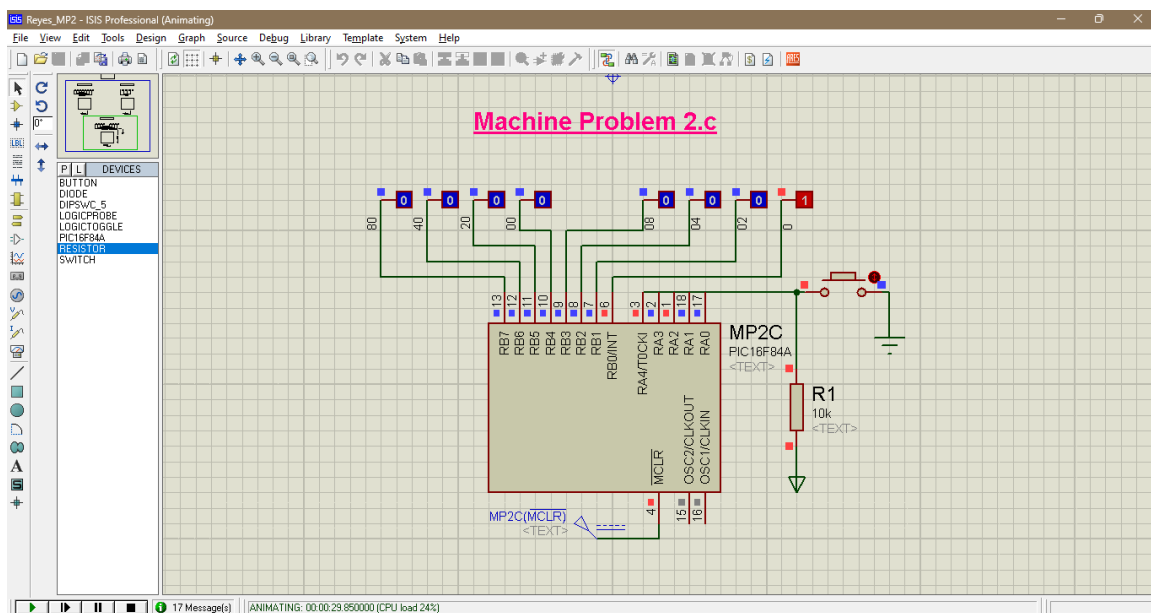 Reyes_MP2 - ISIS Professional (Animating)
File View Edit Tools Design Graph Source Debug Library Template System Help
0°
LBL
P L DEVICES
BUTTON
DIODE
DIPSWC_5
LOGICPROBE
LOGICTOGGLE
PIC16F84A
RESISTOR
SWITCH
Machine Problem 2.c
0 0 0 0 0 0 0 1
80 40 20 00 08 04 02 0
13 12 11 10 9 8 7 6 3 2 1 18 17
RB7 RB6 RB5 RB4 RB3 RB2 RB1 RB0/INT RA4/T0CKI RA3 RA2 RA1 RA0
MP2C
PIC16F84A
<TEXT>
R1
10k
<TEXT>
MCLR OSC2/CLKOUT OSC1/CLKIN
4 15 16
MP2C(MCLR)
<TEXT>
17 Message(s) ANIMATING: 00:00:29.850000 (CPU load 24%)